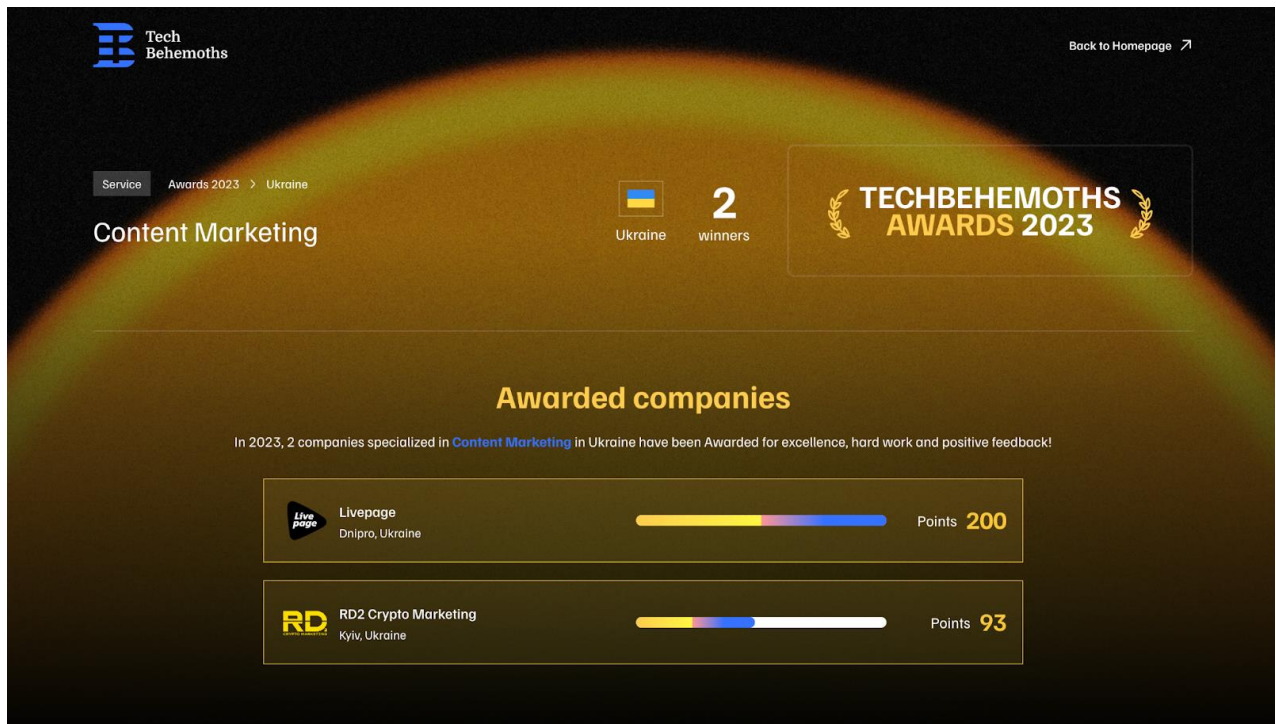 Tech
Behemoths
Back to Homepage
Service Awards 2023 > Ukraine
Content Marketing
Ukraine
2
winners
TECHBEHEMOTHS
AWARDS 2023
Awarded companies
In 2023, 2 companies specialized in Content Marketing in Ukraine have been Awarded for excellence, hard work and positive feedback!
Live
page
Livepage
Dnipro, Ukraine
Points 200
RD
CRYPTO MARKETING
RD2 Crypto Marketing
Kyiv, Ukraine
Points 93